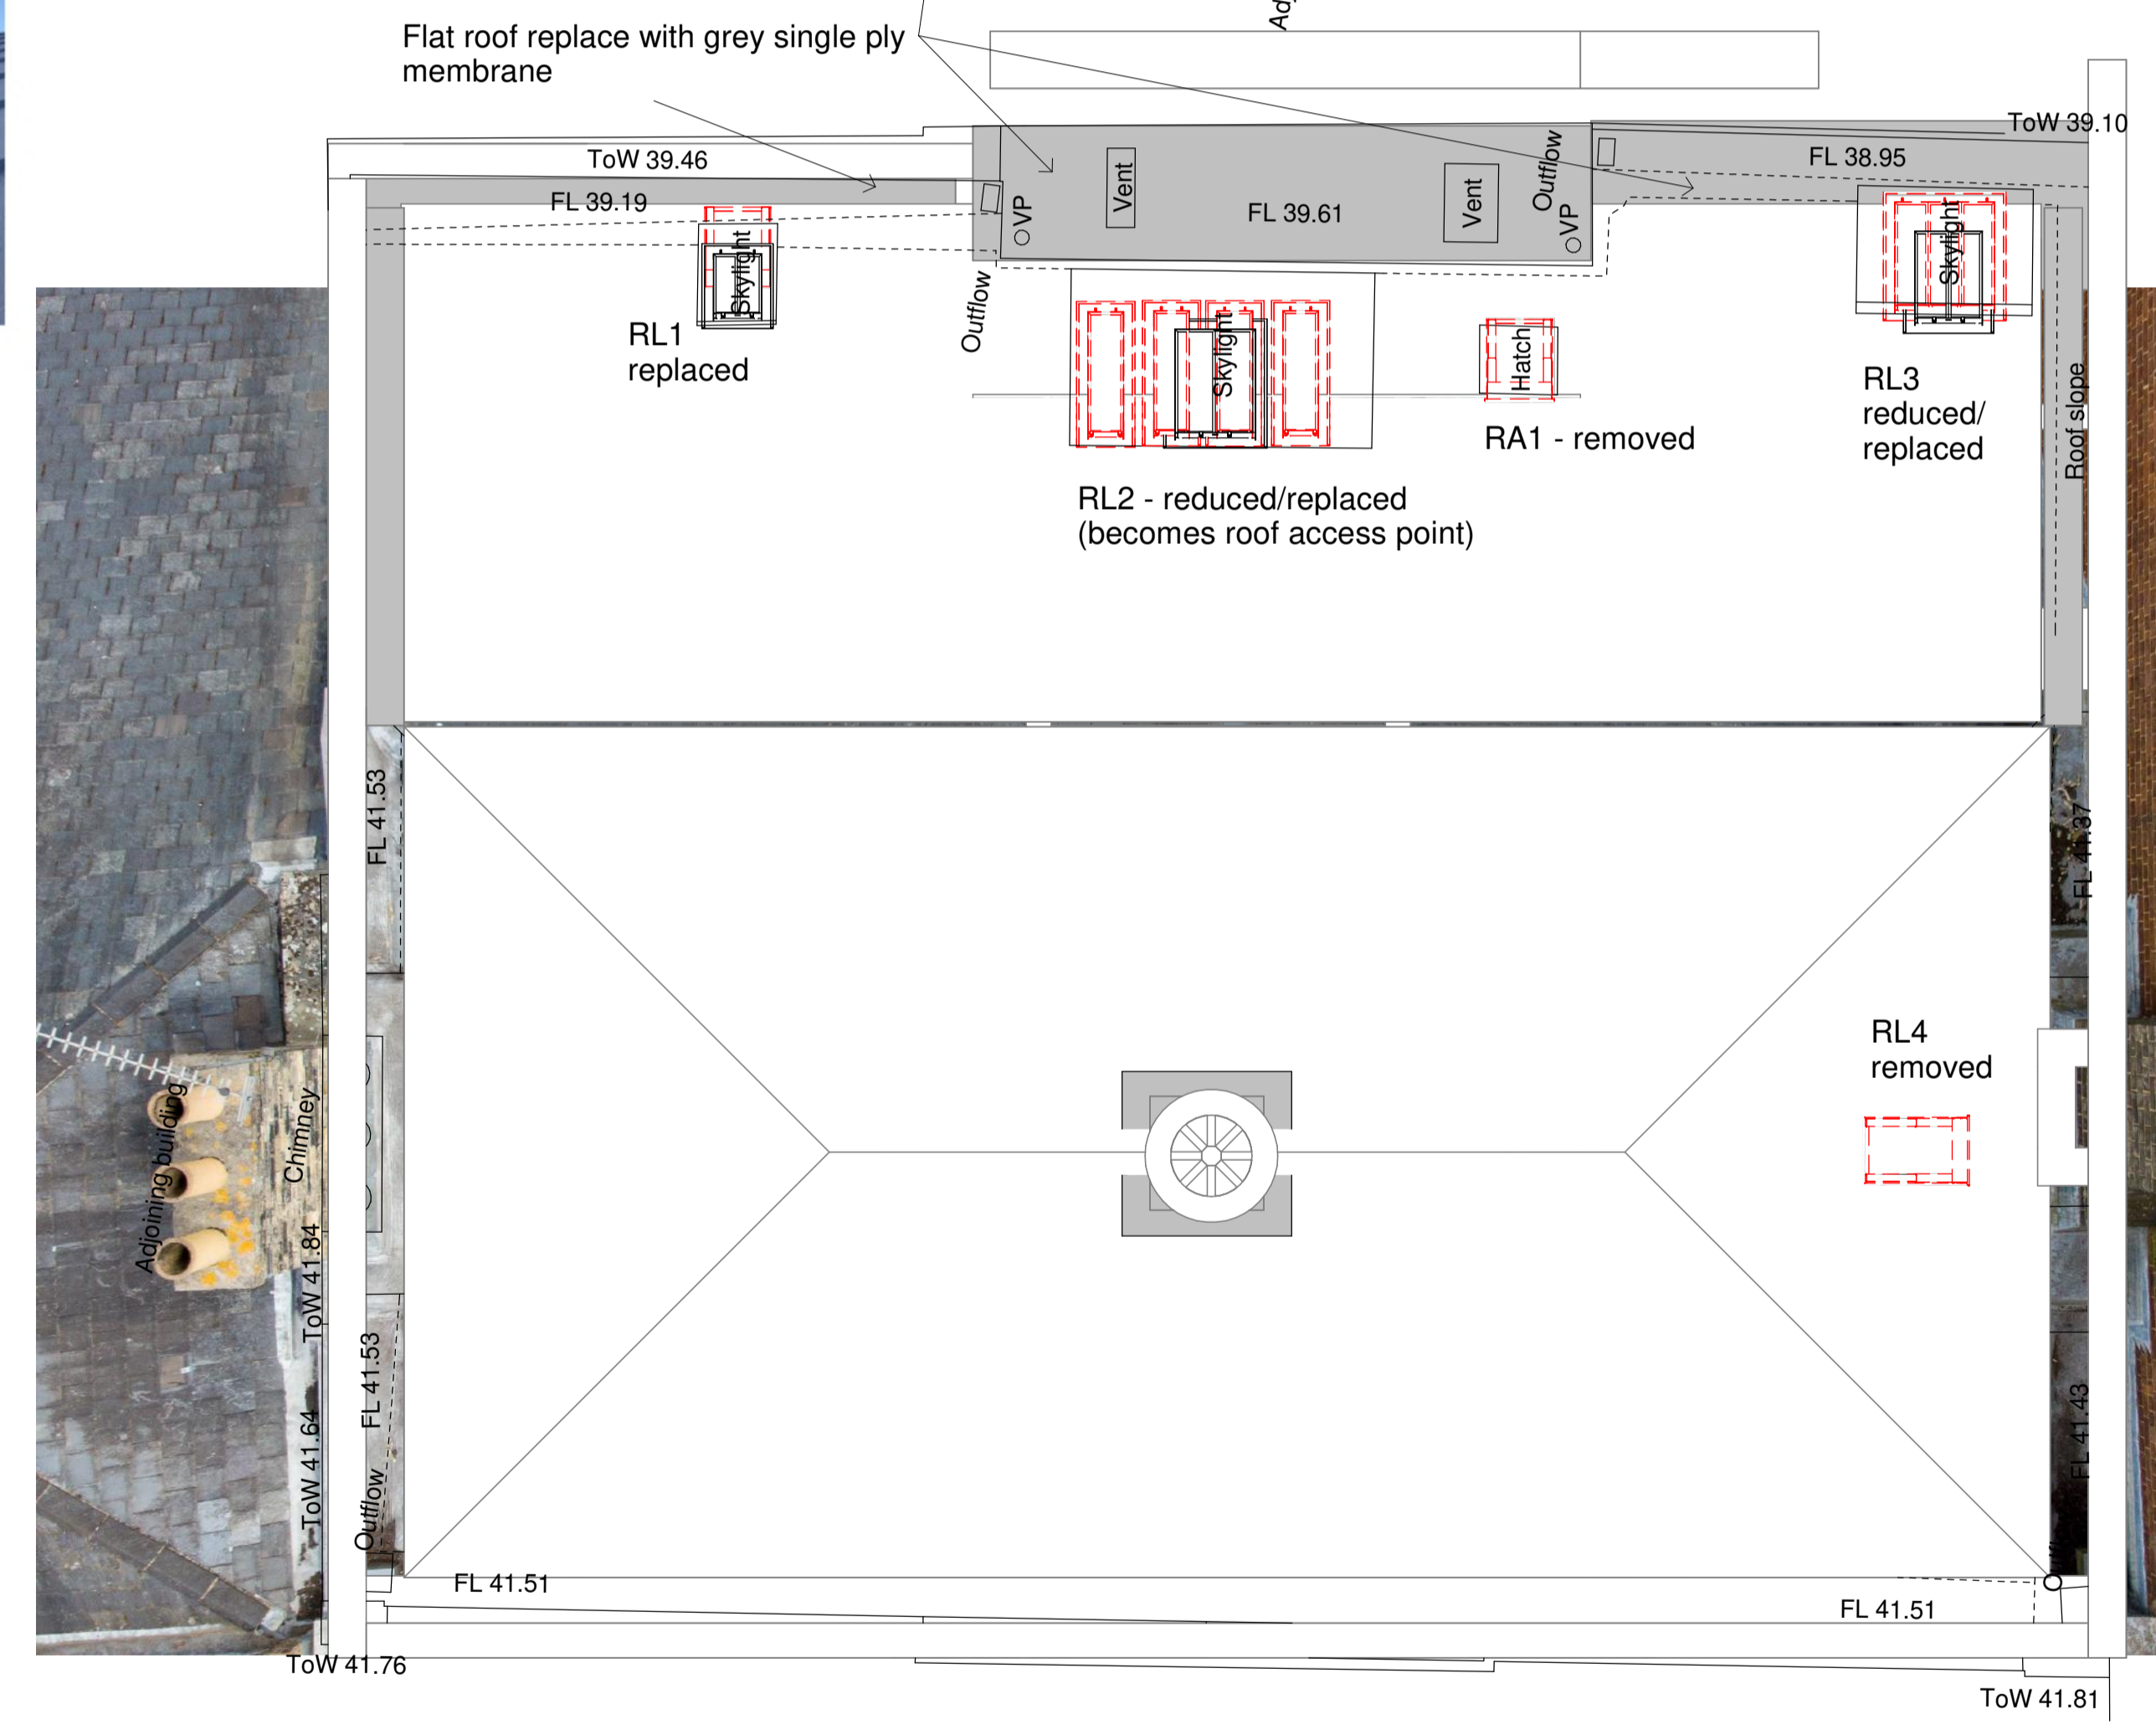 Flat roof replace with grey single ply
membrane
Ad
ToW 39.10
ToW 39.46
FL 38.95
FL 39.19
VP
Vent
FL 39.61
Vent
Outflow
VP
Skylight
Skylight
Outflow
RL1
replaced
Skylight
Hatch
RA1 - removed
RL3
reduced/
replaced
Roof slope
RL2 - reduced/replaced
(becomes roof access point)
FL 41.53
FL 41.37
RL4
removed
Adjoining building
Chimney
ToW 41.84
FL 41.53
ToW 41.64
FL 41.43
Outflow
FL 41.51
FL 41.51
ToW 41.76
ToW 41.81